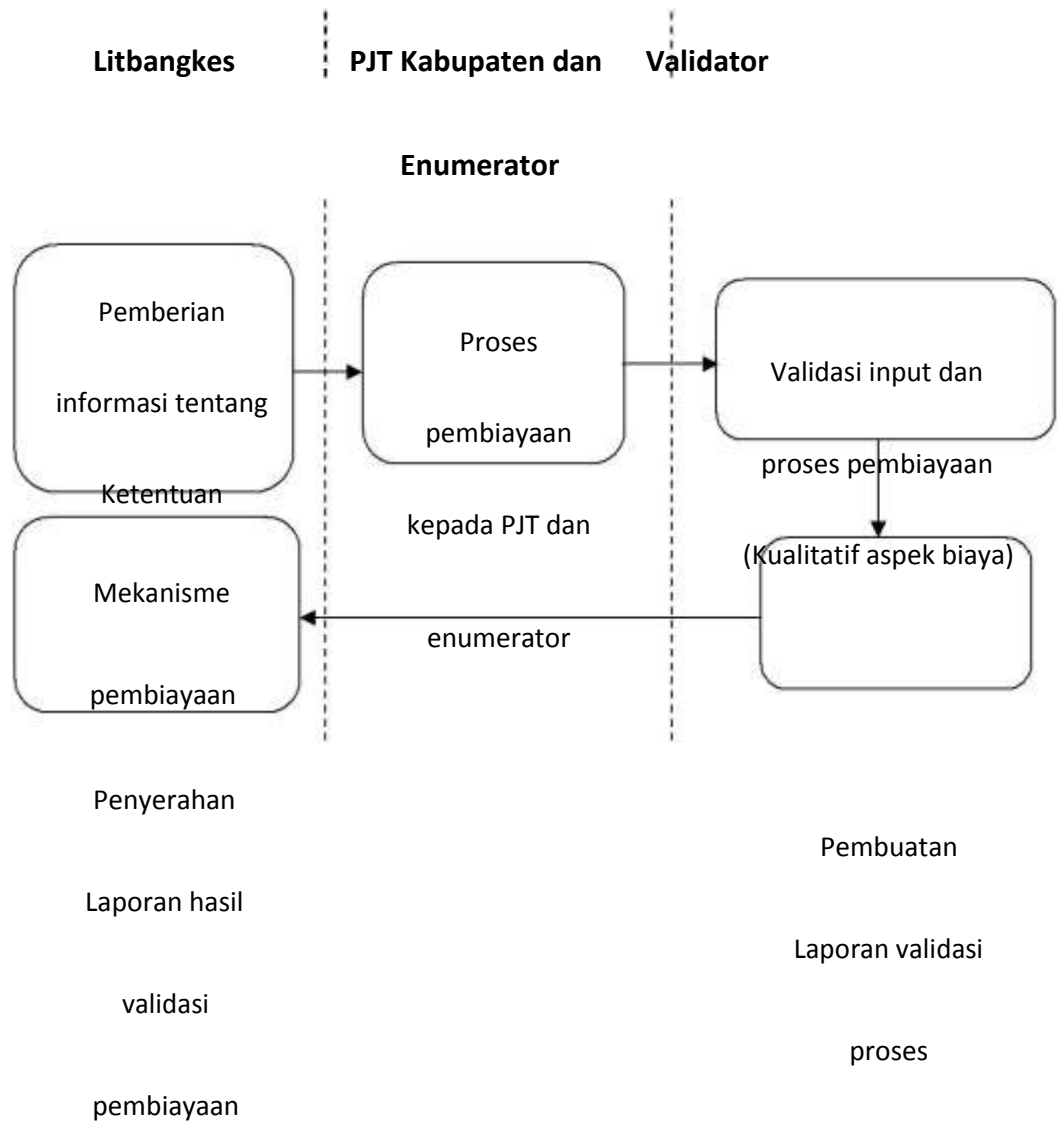 Litbangkes
PJT Kabupaten dan
Enumerator
Validator
Pemberian
informasi tentang
Ketentuan
Mekanisme
pembiayaan
Proses
pembiayaan
kepada PJT dan
enumerator
Validasi input dan
proses pembiayaan
(Kualitatif aspek biaya)
Penyerahan
Laporan hasil
validasi
pembiayaan
Pembuatan
Laporan validasi
proses